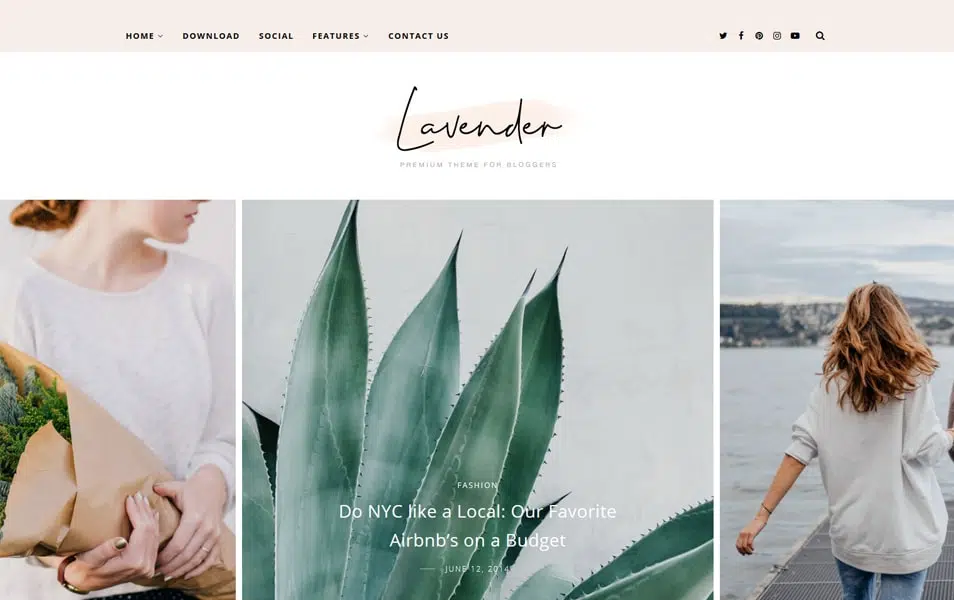 HOME DOWNLOAD SOCIAL FEATURES CONTACT US
Lavender
PREMIUM THEME FOR BLOGGERS
FASHION
Do NYC like a Local: Our Favorite
Airbnb's on a Budget
JUNE 12, 2014